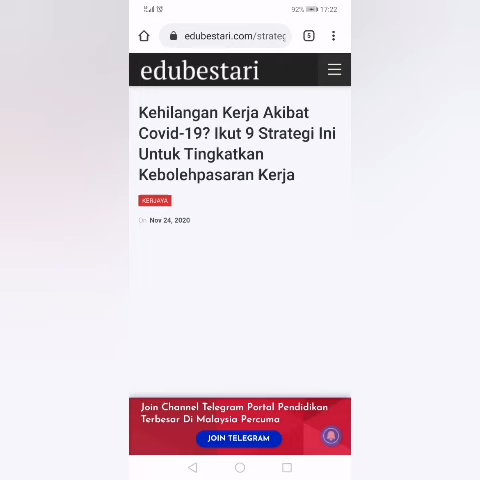 92% 17:22
edubestari.com/strateg
5
edubestari
Kehilangan Kerja Akibat
Covid-19? Ikut 9 Strategi Ini
Untuk Tingkatkan
Kebolehpasaran Kerja
KERJAYA
On Nov 24, 2020
Join Channel Telegram Portal Pendidikan
Terbesar Di Malaysia Percuma
JOIN TELEGRAM